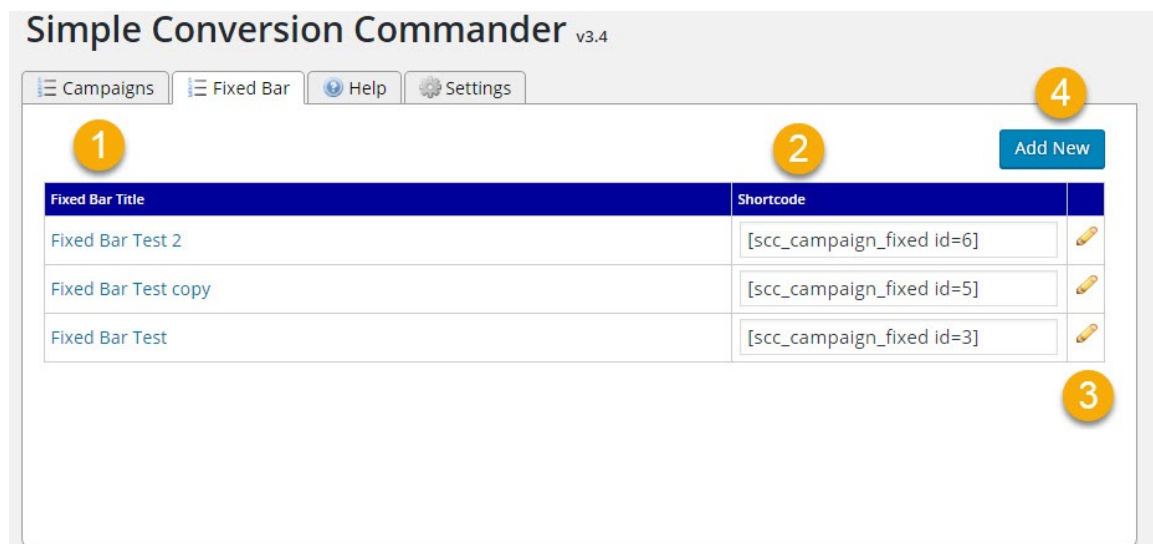 Simple Conversion Commander v3.4
Campaigns Fixed Bar Help Settings
4
1 2 Add New
Fixed Bar Title Shortcode
Fixed Bar Test 2 [scc_campaign_fixed id=6]
Fixed Bar Test copy [scc_campaign_fixed id=5]
Fixed Bar Test [scc_campaign_fixed id=3]
3